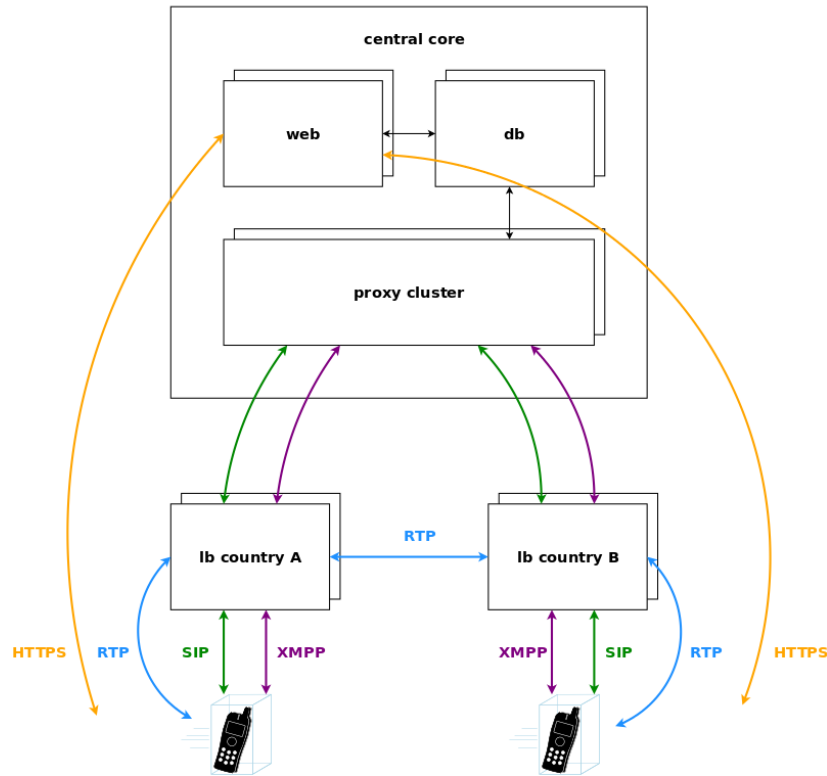 central core
web
db
proxy cluster
RTP
lb country A
lb country B
HTTPS
RTP
SIP
XMPP
XMPP
SIP
RTP
HTTPS